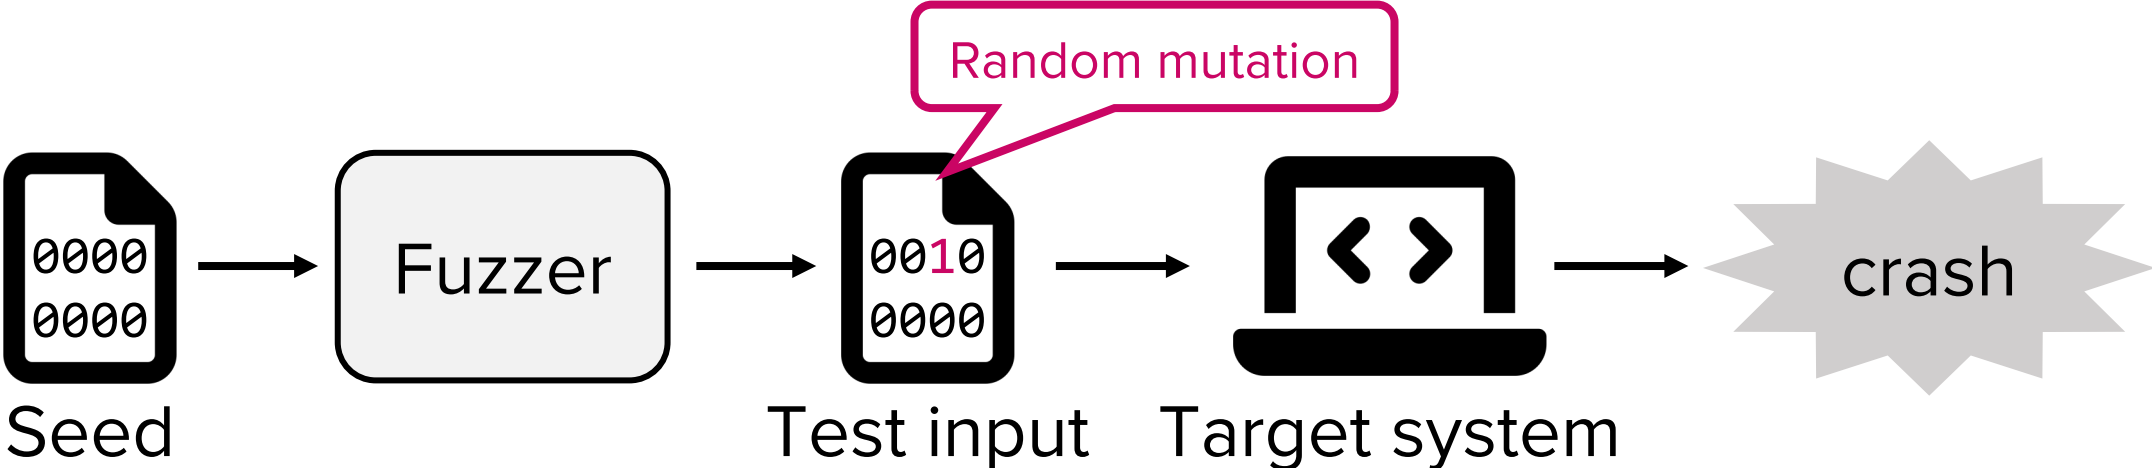 Random mutation
0000
0000
Fuzzer
0010
0000
crash
Seed
Test input
Target system